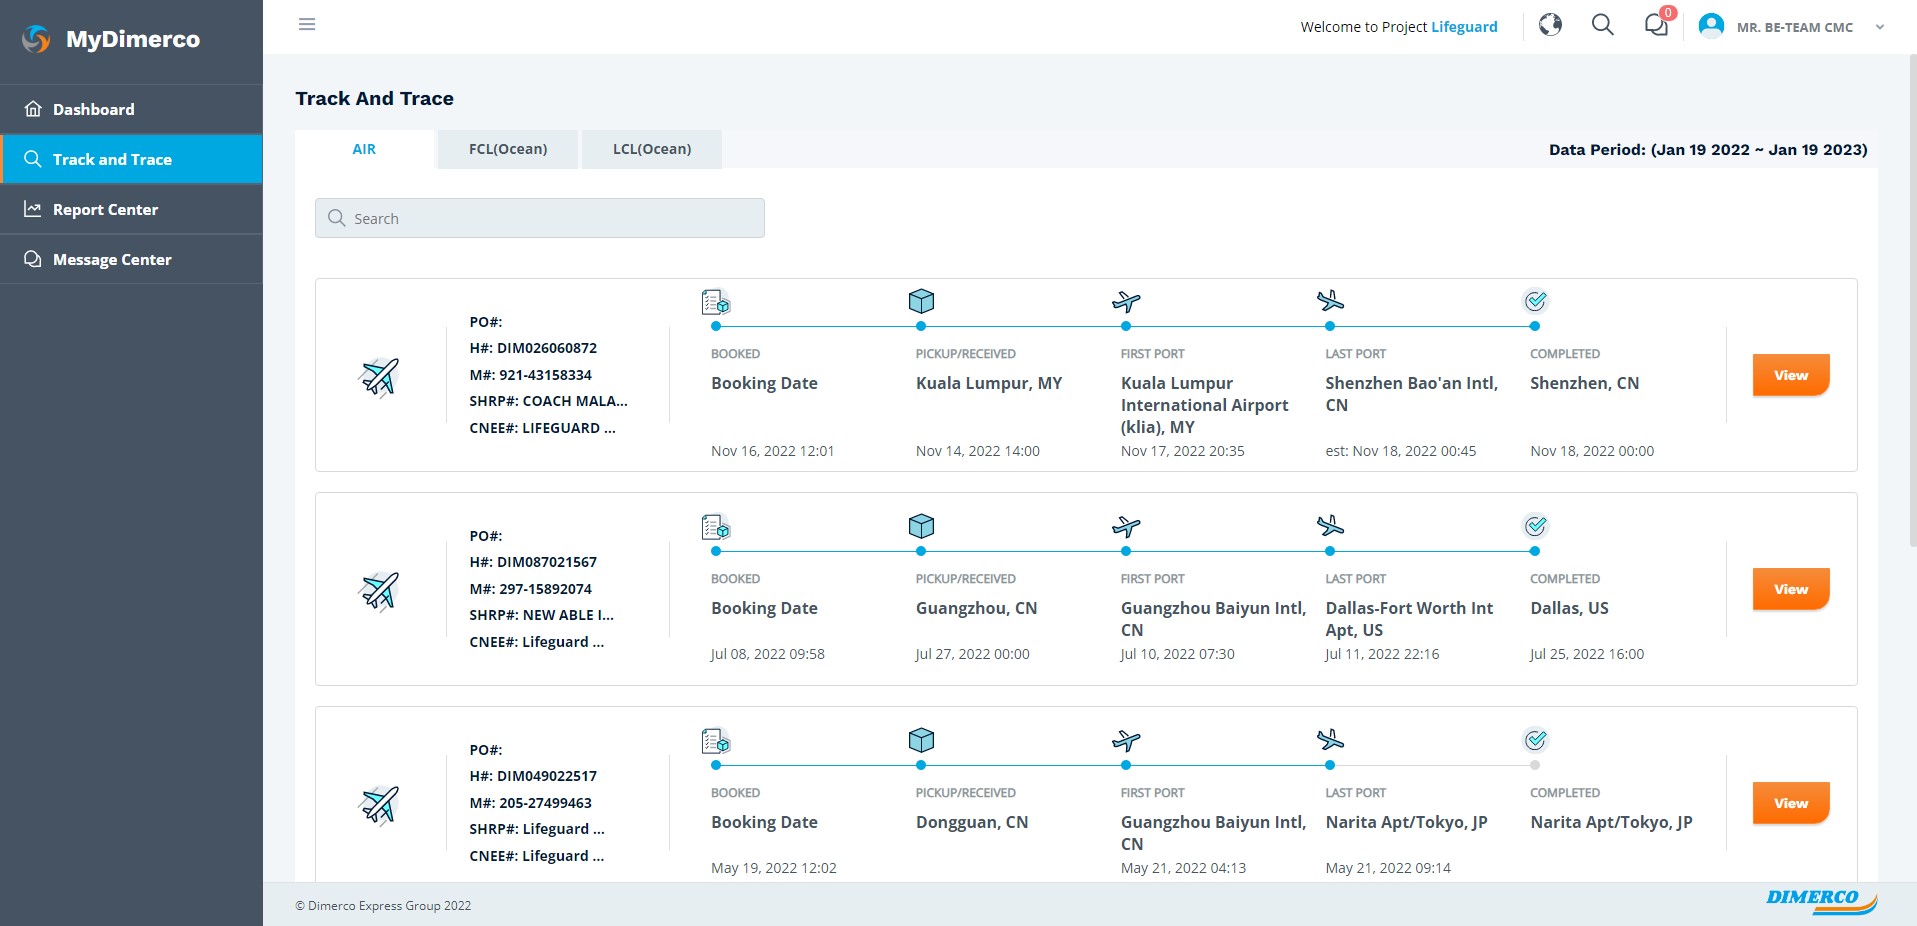 MyDimerco
Welcome to Project Lifeguard
0
MR. BE-TEAM CMC
Dashboard
Track and Trace
Report Center
Message Center
Track And Trace
AIR
FCL(Ocean)
LCL(Ocean)
Data Period: (Jan 19 2022 ~ Jan 19 2023)
Search
PO#:
H#: DIM026060872
M#: 921-43158334
SHRP#: COACH MALA...
CNEE#: LIFEGUARD ...
BOOKED
Booking Date
Nov 16, 2022 12:01
PICKUP/RECEIVED
Kuala Lumpur, MY
Nov 14, 2022 14:00
FIRST PORT
Kuala Lumpur
International Airport
(klia), MY
Nov 17, 2022 20:35
LAST PORT
Shenzhen Bao'an Intl,
CN
est: Nov 18, 2022 00:45
COMPLETED
Shenzhen, CN
Nov 18, 2022 00:00
View
PO#:
H#: DIM087021567
M#: 297-15892074
SHRP#: NEW ABLE I...
CNEE#: Lifeguard ...
BOOKED
Booking Date
Jul 08, 2022 09:58
PICKUP/RECEIVED
Guangzhou, CN
Jul 27, 2022 00:00
FIRST PORT
Guangzhou Baiyun Intl,
CN
Jul 10, 2022 07:30
LAST PORT
Dallas-Fort Worth Int
Apt, US
Jul 11, 2022 22:16
COMPLETED
Dallas, US
Jul 25, 2022 16:00
View
PO#:
H#: DIM049022517
M#: 205-27499463
SHRP#: Lifeguard ...
CNEE#: Lifeguard ...
BOOKED
Booking Date
May 19, 2022 12:02
PICKUP/RECEIVED
Dongguan, CN
FIRST PORT
Guangzhou Baiyun Intl,
CN
May 21, 2022 04:13
LAST PORT
Narita Apt/Tokyo, JP
May 21, 2022 09:14
COMPLETED
Narita Apt/Tokyo, JP
View
© Dimerco Express Group 2022
DIMERCO